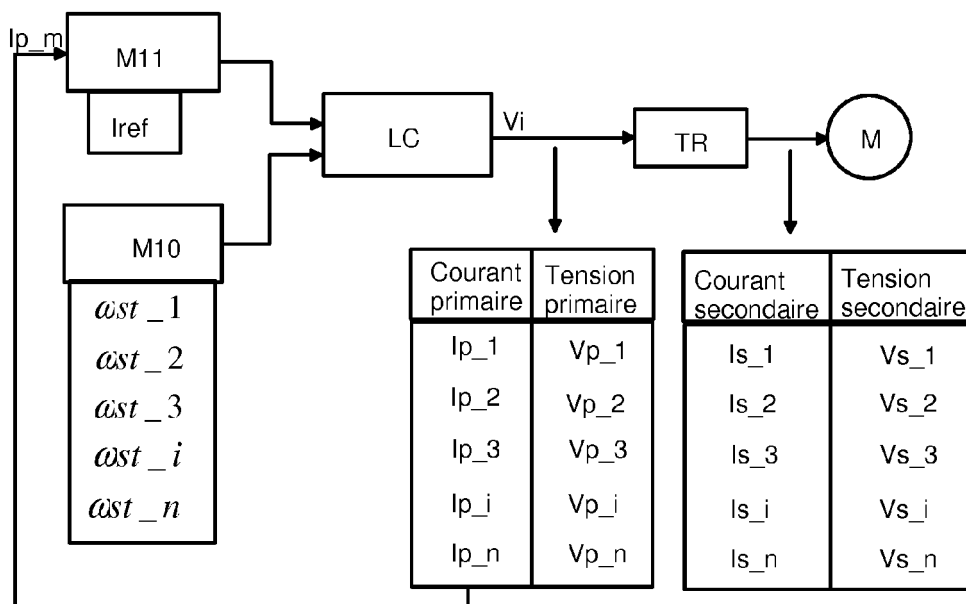 Ip_m
M11
Iref
M10
ωst_1
ωst_2
ωst_3
ωst_i
ωst_n
LC
Vi
TR
M
Courant primaire
Tension primaire
Ip_1 Vp_1
Ip_2 Vp_2
Ip_3 Vp_3
Ip_i Vp_i
Ip_n Vp_n
Courant secondaire
Tension secondaire
Is_1 Vs_1
Is_2 Vs_2
Is_3 Vs_3
Is_i Vs_i
Is_n Vs_n